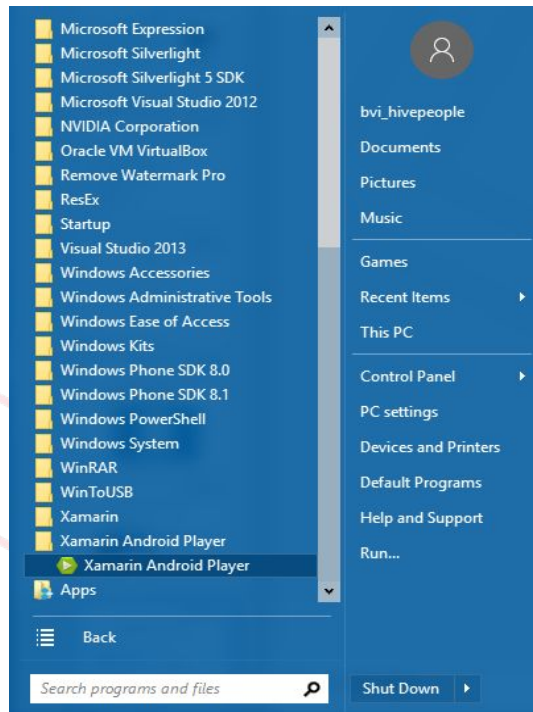 Microsoft Expression
Microsoft Silverlight
Microsoft Silverlight 5 SDK
Microsoft Visual Studio 2012
NVIDIA Corporation
Oracle VM VirtualBox
Remove Watermark Pro
ResEx
Startup
Visual Studio 2013
Windows Accessories
Windows Administrative Tools
Windows Ease of Access
Windows Kits
Windows Phone SDK 8.0
Windows Phone SDK 8.1
Windows PowerShell
Windows System
WinRAR
WinToUSB
Xamarin
Xamarin Android Player
Xamarin Android Player
Apps
Back
Search programs and files
bvi_hivepeople
Documents
Pictures
Music
Games
Recent Items
This PC
Control Panel
PC settings
Devices and Printers
Default Programs
Help and Support
Run...
Shut Down